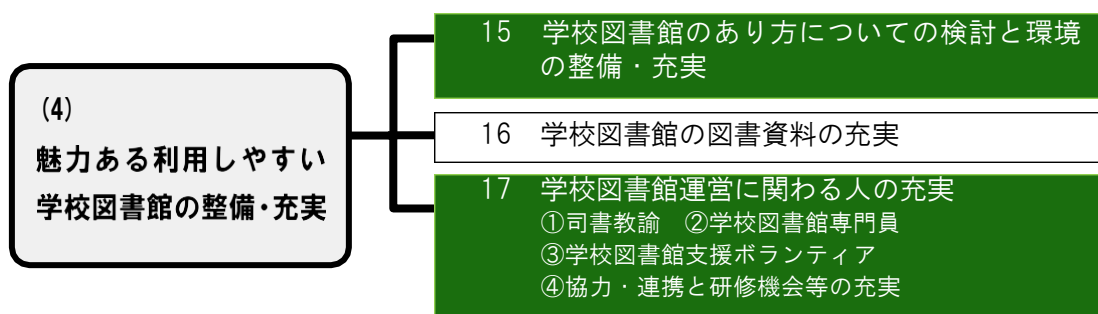 (4)
魅力ある利用しやすい
学校図書館の整備・充実
15 学校図書館のあり方についての検討と環境
の整備・充実
16 学校図書館の図書資料の充実
17 学校図書館運営に関わる人の充実
①司書教諭 ②学校図書館専門員
③学校図書館支援ボランティア
④協力・連携と研修機会等の充実